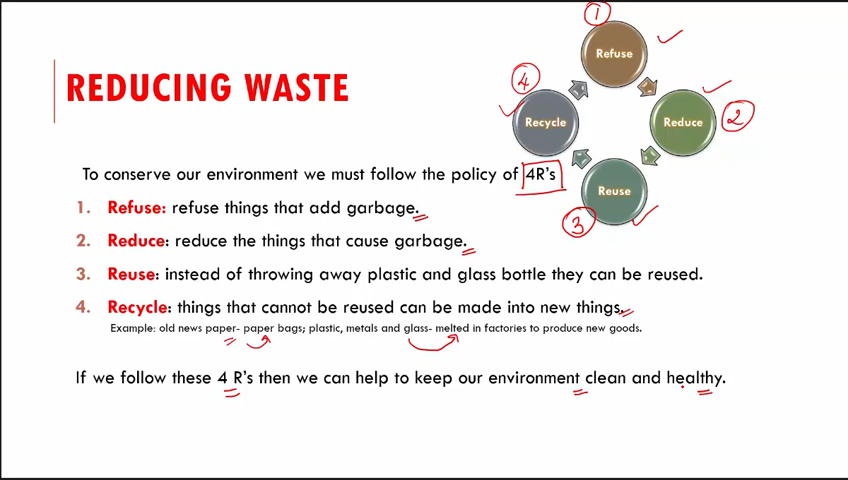 1
Refuse
REDUCING WASTE
4
Recycle
Reduce
2
To conserve our environment we must follow the policy of 4R's
Reuse
3
1. Refuse: refuse things that add garbage.
2. Reduce: reduce the things that cause garbage.
3. Reuse: instead of throwing away plastic and glass bottle they can be reused.
4. Recycle: things that cannot be reused can be made into new things.
Example: old news paper- paper bags; plastic, metals and glass- melted in factories to produce new goods.
If we follow these 4 R's then we can help to keep our environment clean and healthy.